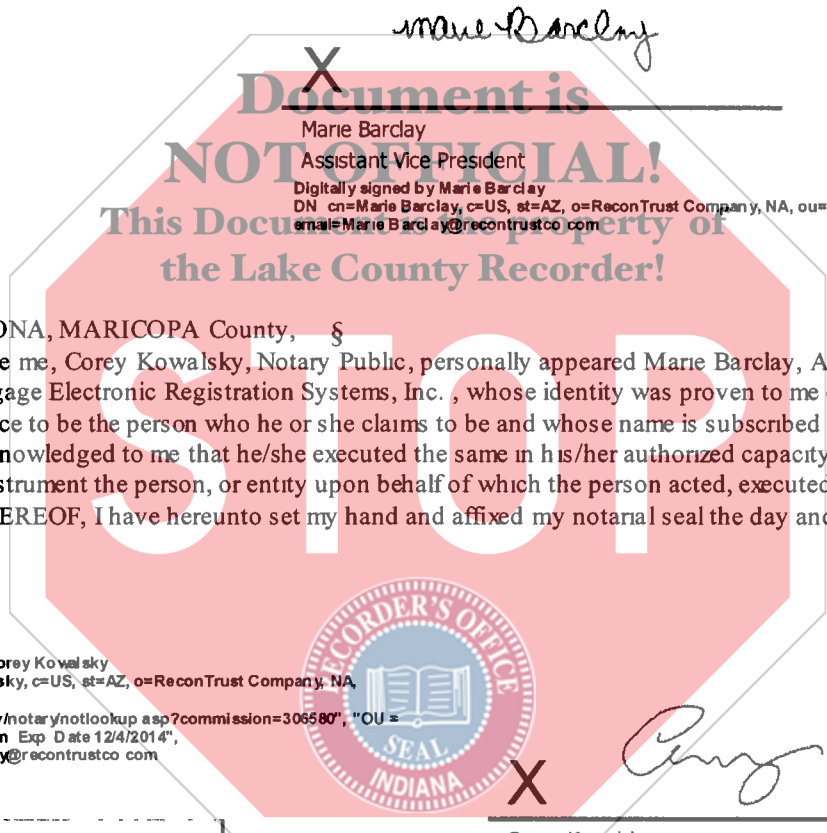 Marie Barclay
X
Document is
Marie Barclay
NOT OFFICIAL!
Assistant Vice President
Digitally signed by Marie Barclay
DN cn=Marie Barclay, c=US, st=AZ, o=ReconTrust Company, NA, ou=
This Document is the property of
email=Marie Barclay@recontrustco com
the Lake County Recorder!
ONA, MARICOPA County, §
e me, Corey Kowalsky, Notary Public, personally appeared Marie Barclay, A
gage Electronic Registration Systems, Inc. , whose identity was proven to me
ce to be the person who he or she claims to be and whose name is subscribed
nowledged to me that he/she executed the same in his/her authorized capacity
strument the person, or entity upon behalf of which the person acted, executed
EREOF, I have hereunto set my hand and affixed my notarial seal the day and
STOP
RECORDER'S OFFICE
SEAL
INDIANA
orey Kowalsky
sky, c=US, st=AZ, o=ReconTrust Company, NA,
/notary/notlookup asp?commission=306580", "OU =
n Exp Date 12/4/2014",
y@recontrustco com
X